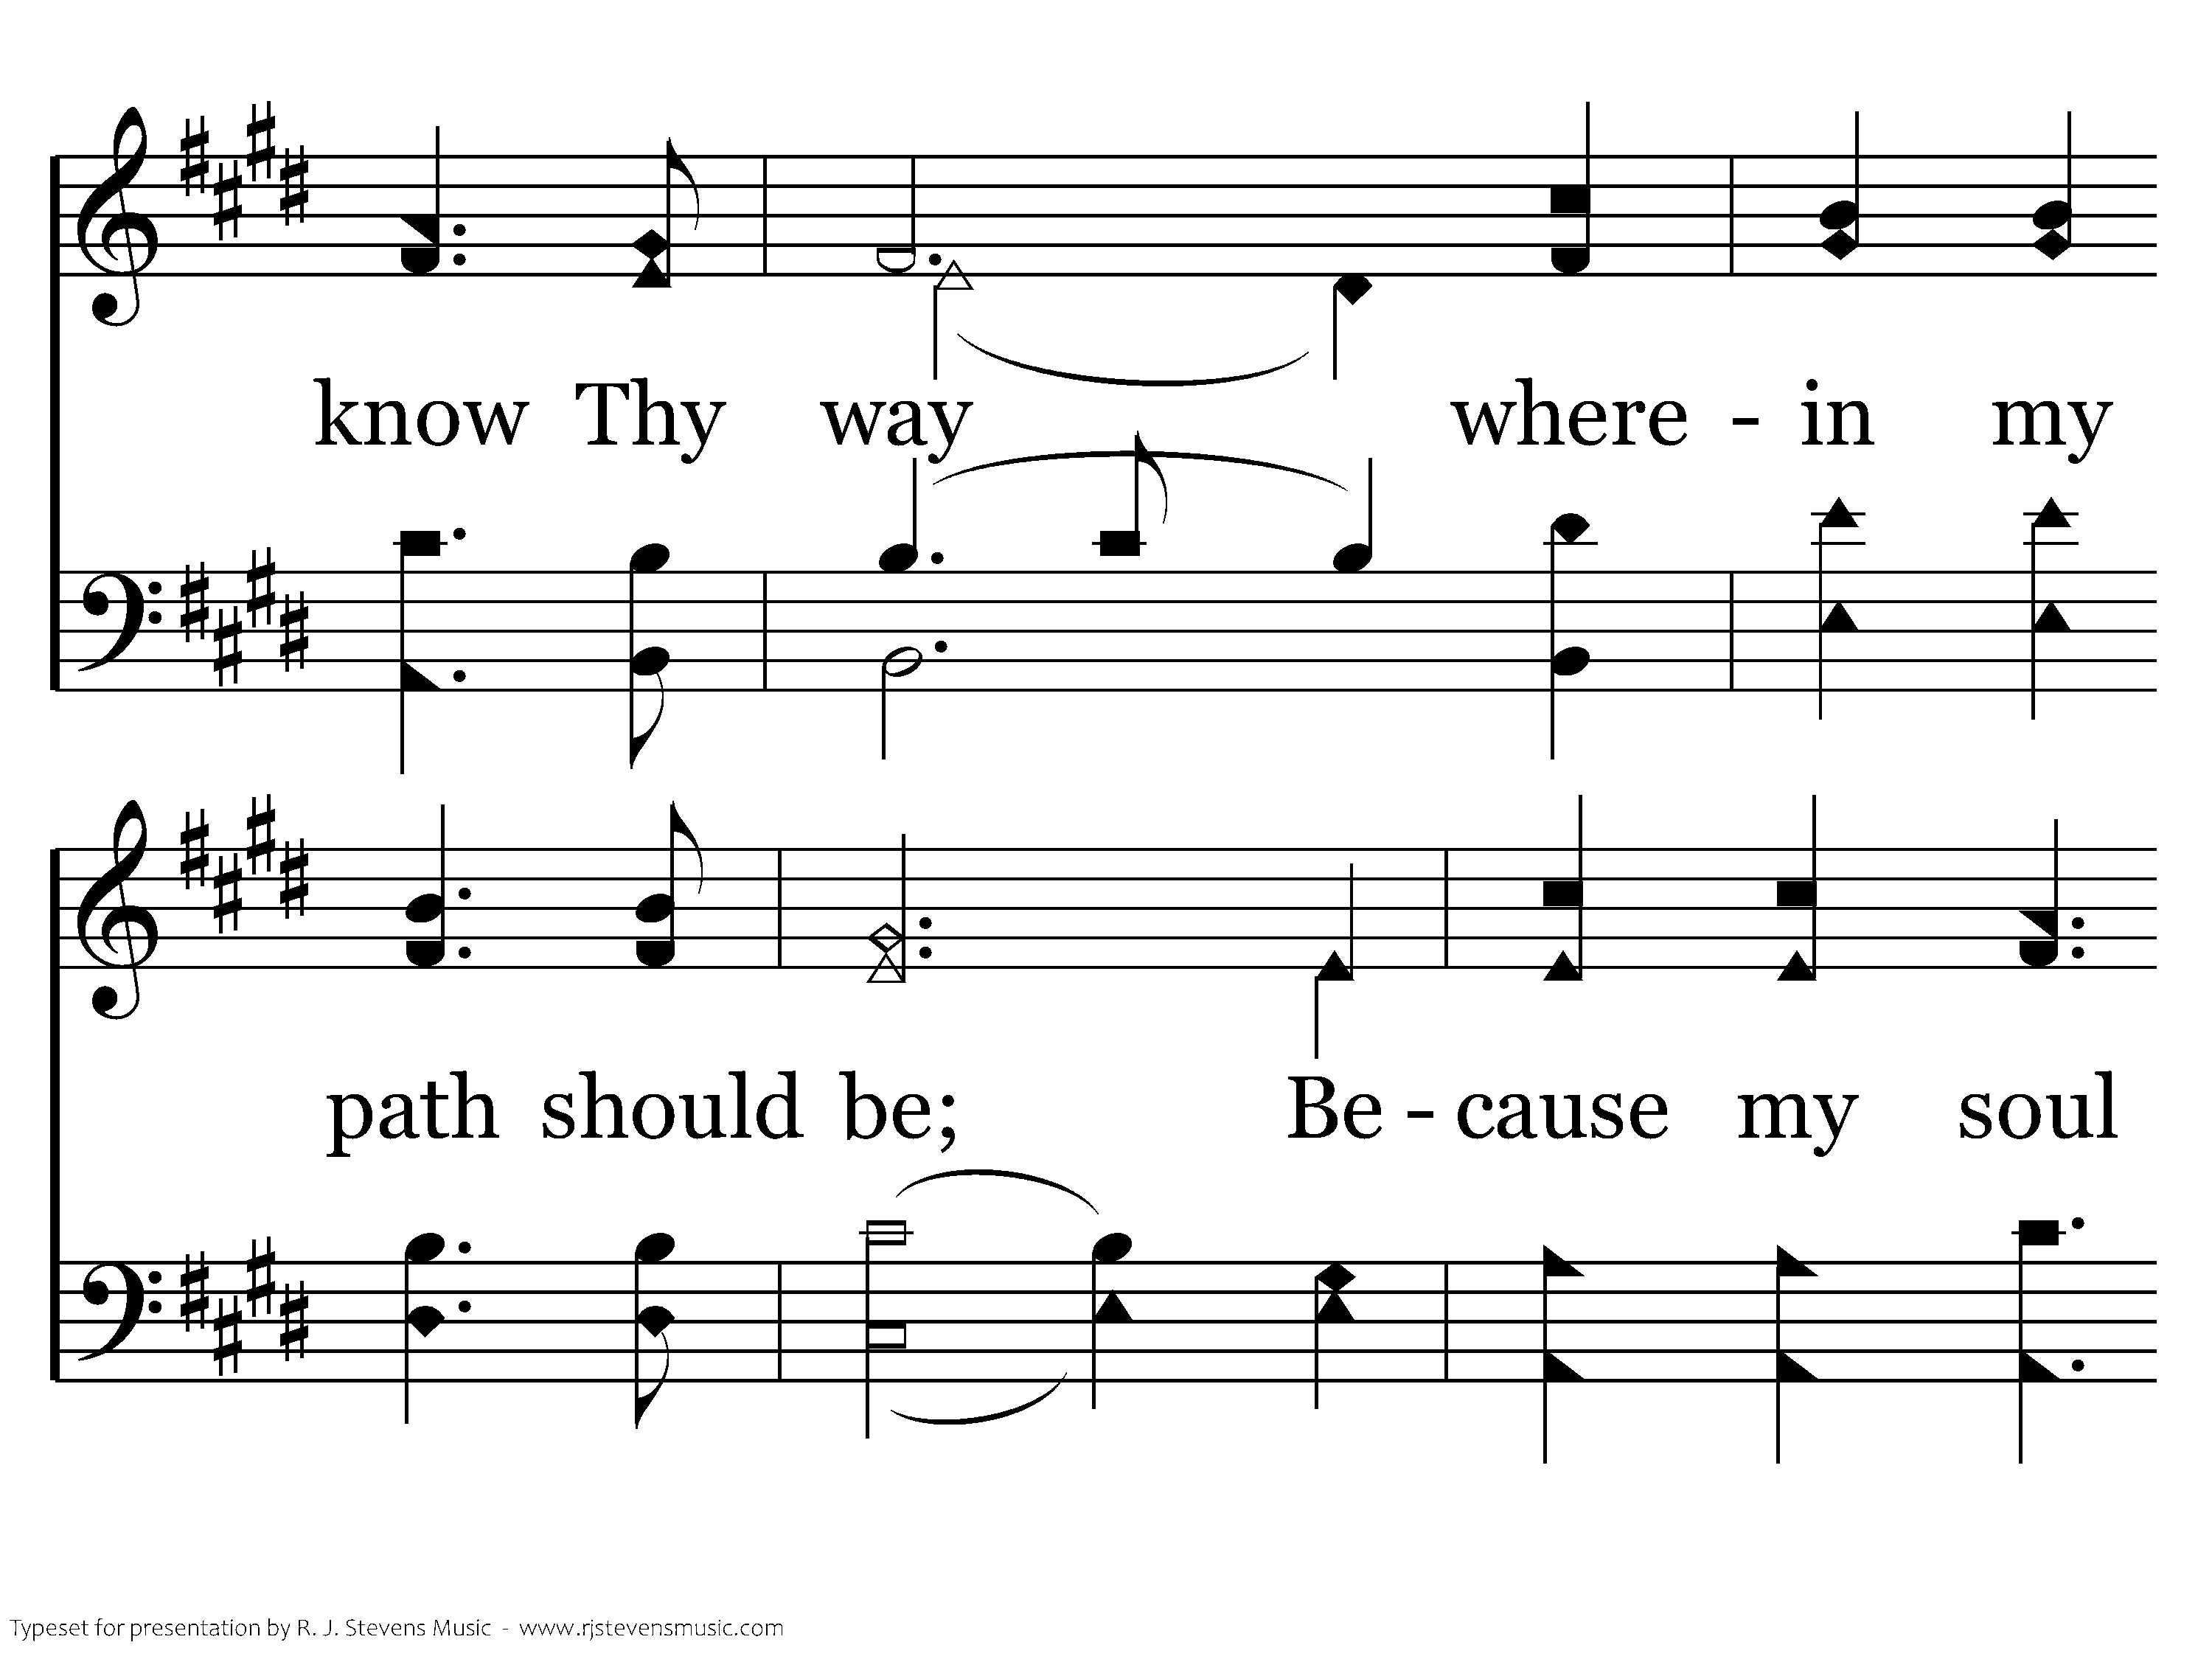 know Thy way where - in my
path should be; Be - cause my soul
Typeset for presentation by R. J. Stevens Music - www.rjstevensmusic.com